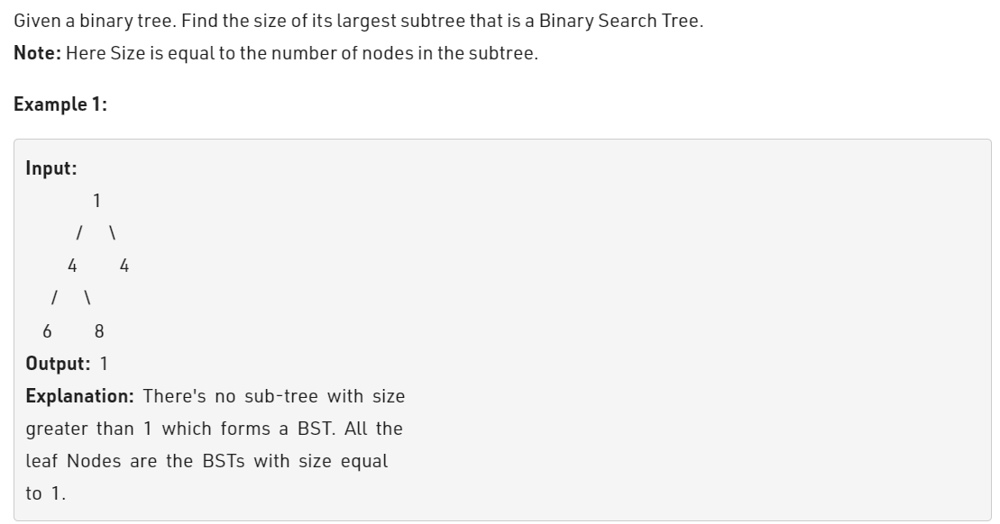 Given a binary tree. Find the size of its largest subtree that is a Binary Search Tree.
Note: Here Size is equal to the number of nodes in the subtree.
Example 1:
Input:
1
/ \
4 4
/ \
6 8
Output: 1
Explanation: There's no sub-tree with size
greater than 1 which forms a BST. All the
leaf Nodes are the BSTs with size equal
to 1.